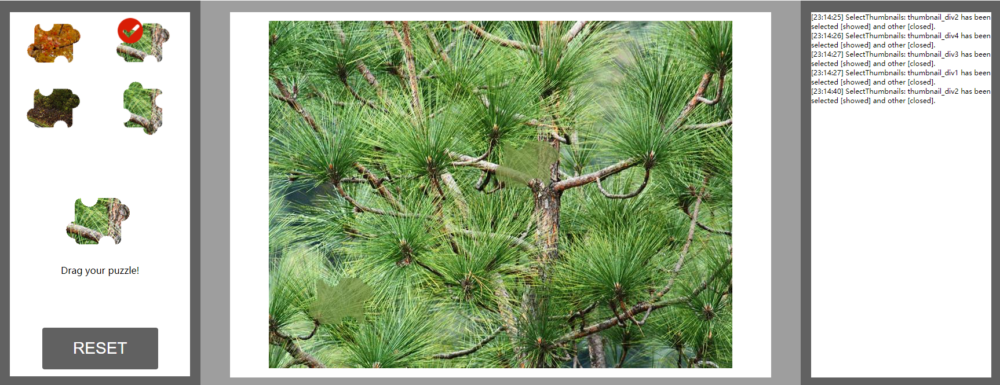 Drag your puzzle!
RESET
[23:14:25] SelectThumbnails: thumbnail_div2 has been
selected [showed] and other [closed].
[23:14:26] SelectThumbnails: thumbnail_div4 has been
selected [showed] and other [closed].
[23:14:27] SelectThumbnails: thumbnail_div3 has been
selected [showed] and other [closed].
[23:14:27] SelectThumbnails: thumbnail_div1 has been
selected [showed] and other [closed].
[23:14:40] SelectThumbnails: thumbnail_div2 has been
selected [showed] and other [closed].